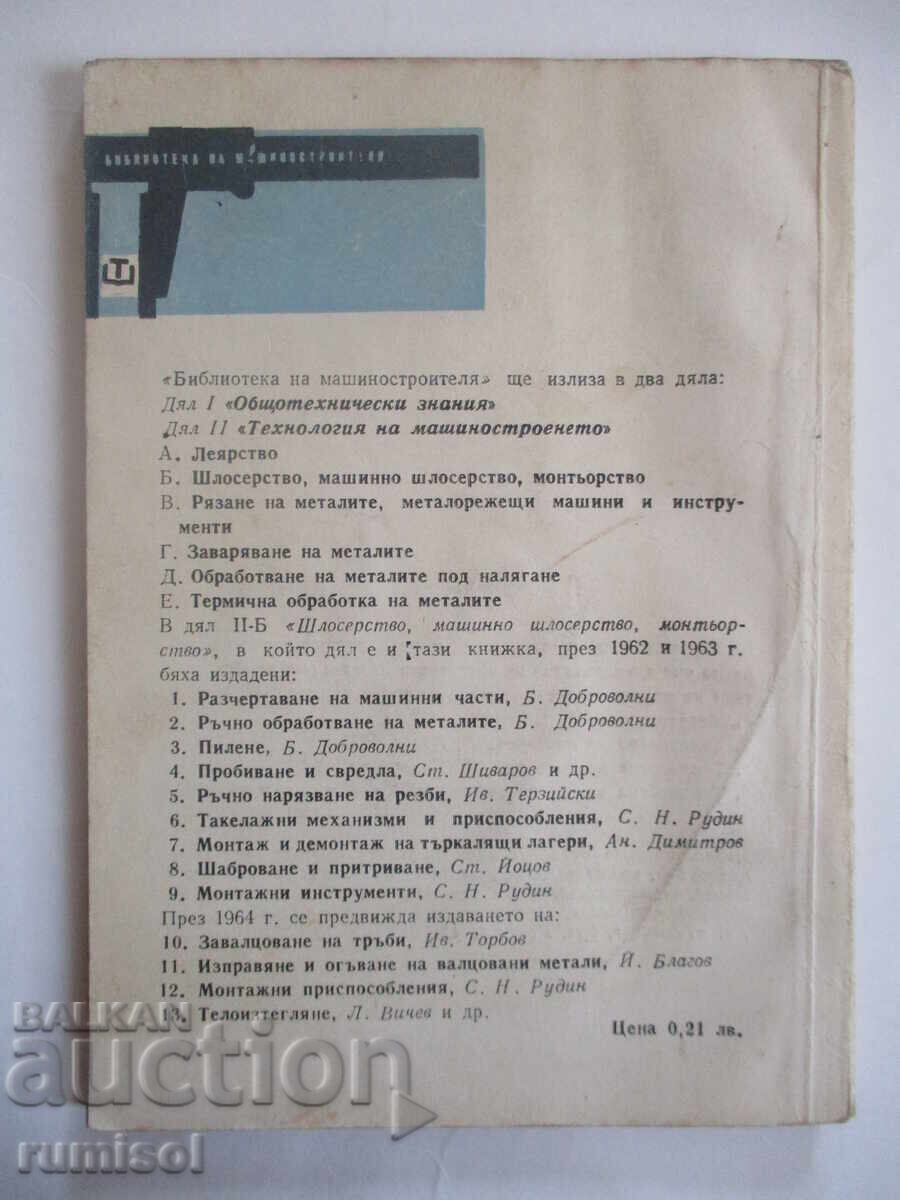 БИБЛИОТЕКА НА МАШИНОСТРОИТЕЛЯ
«Библиотека на машиностроителя» ще излиза в два дяла:
Дял I «Общотехнически знания»
Дял II «Технология на машиностроенето»
А. Леярство
Б. Шлосерство, машинно шлосерство, монтьорство
В. Рязане на металите, металорежещи машини и инстру-
менти
Г. Заваряване на металите
Д. Обработване на металите под налягане
Е. Термична обработка на металите
В дял II-Б «Шлосерство, машинно шлосерство, монтьор-
ство», в който дял е и тази книжка, през 1962 и 1963 г.
бяха издадени:
1. Разчертаване на машинни части, Б. Доброволни
2. Ръчно обработване на металите, Б. Доброволни
3. Пилене, Б. Доброволни
4. Пробиване и свредла, Ст. Шиваров и др.
5. Ръчно нарязване на резби, Ив. Терзийски
6. Такелажни механизми и приспособления, С. Н. Рудин
7. Монтаж и демонтаж на търкалящи лагери, Ан. Димитров
8. Шаброване и притриване, Ст. Йоцов
9. Монтажни инструменти, С. Н. Рудин
През 1964 г. се предвижда издаването на:
10. Завалцоване на тръби, Ив. Торбов
11. Изправяне и огъване на валцовани метали, Й. Благов
12. Монтажни приспособления, С. Н. Рудин
13. Телоизтегляне, Л. Вичев и др.
Цена 0,21 лв.
BALKAN
auction
rumisol